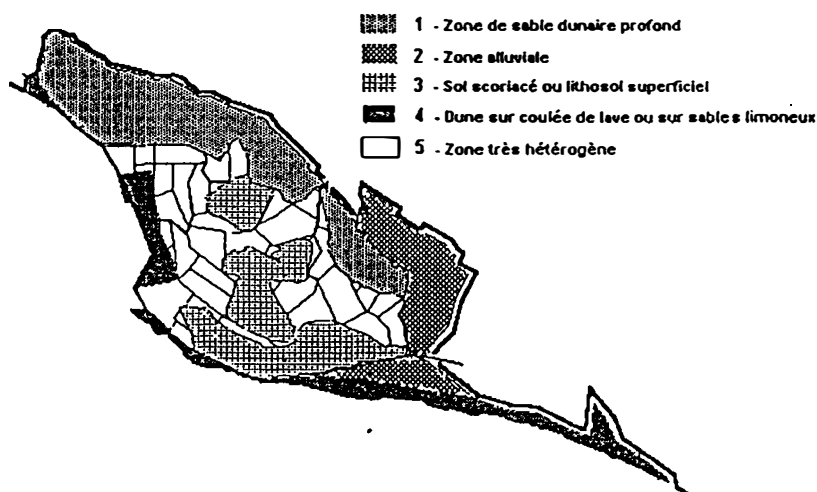 1 - Zone de sable dunaire profond
2 - Zone alluviale
3 - Sol scoriacé ou lithosol superficiel
4 - Dune sur coulée de lave ou sur sables limoneux
5 - Zone très hétérogène